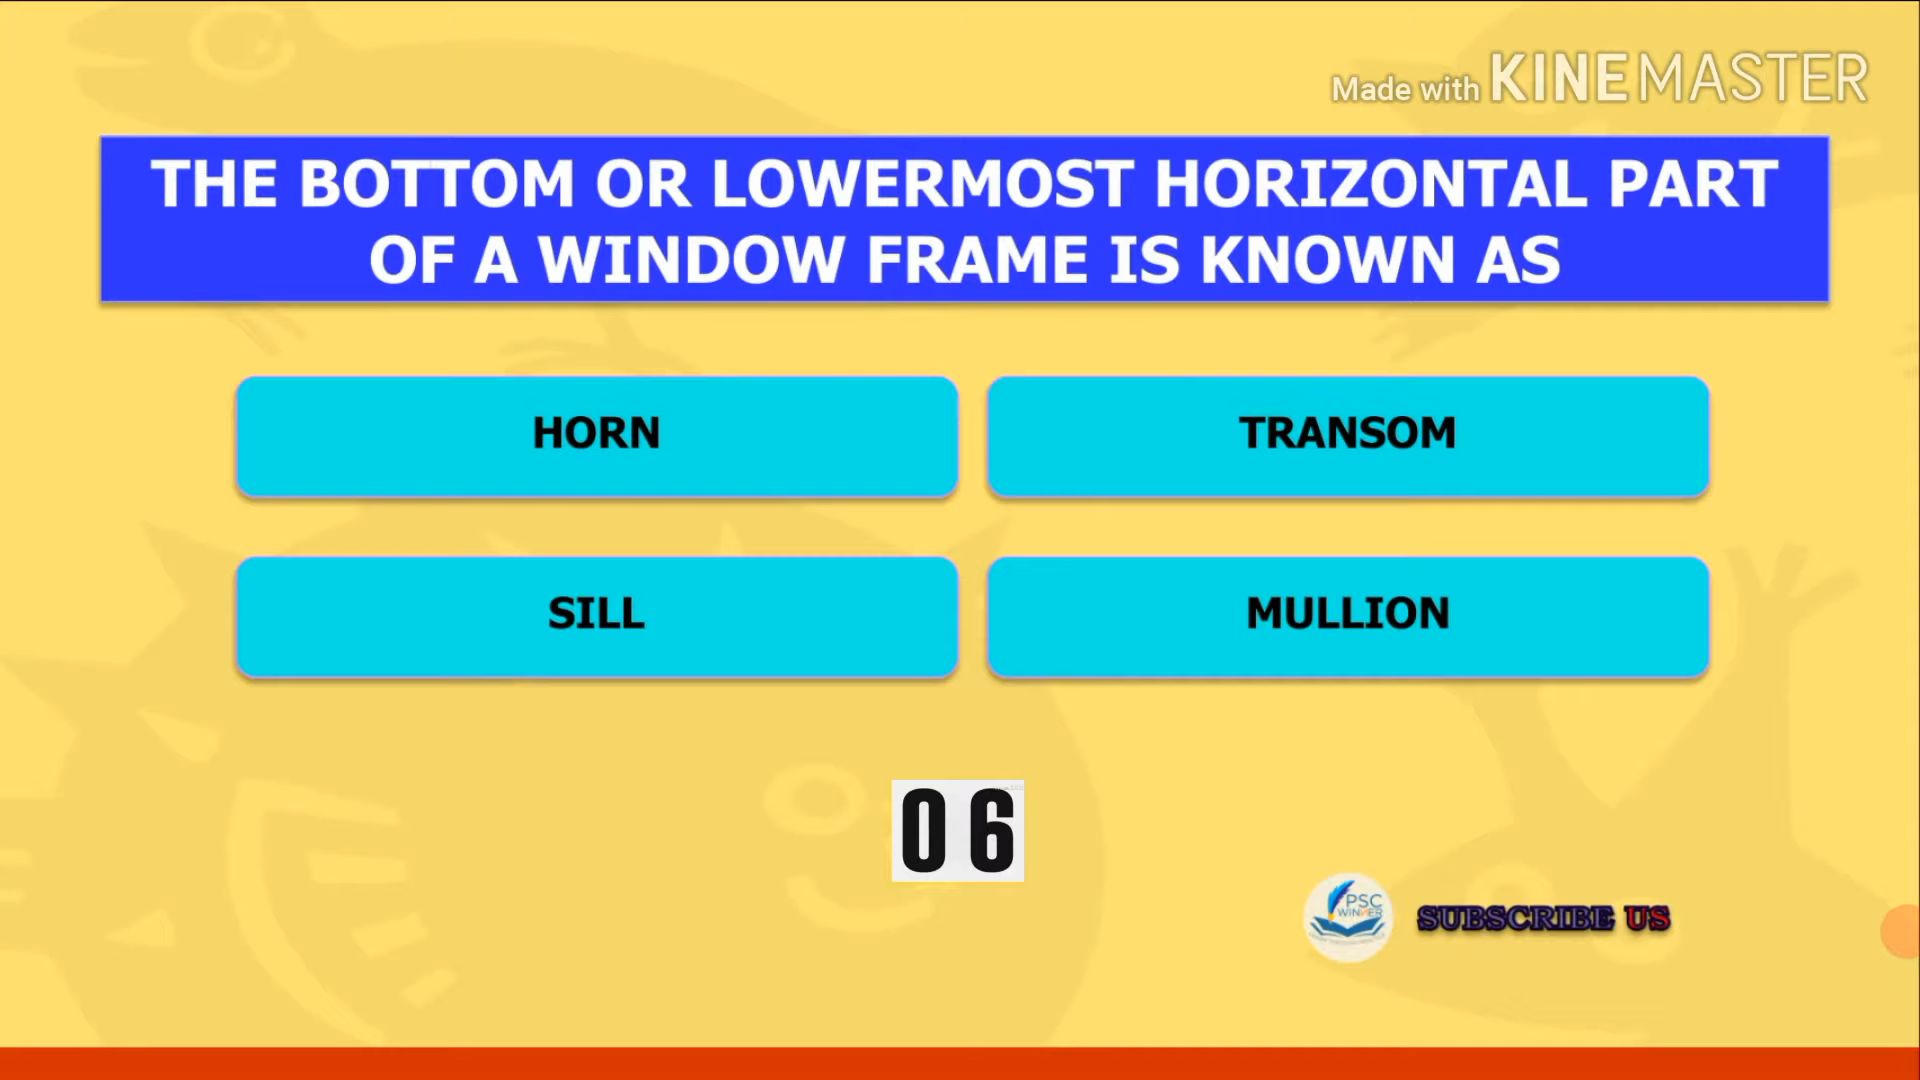 Made with KINEMASTER
THE BOTTOM OR LOWERMOST HORIZONTAL PART
OF A WINDOW FRAME IS KNOWN AS
HORN
TRANSOM
SILL
MULLION
06
PSC
WINNER
SUBSCRIBE US